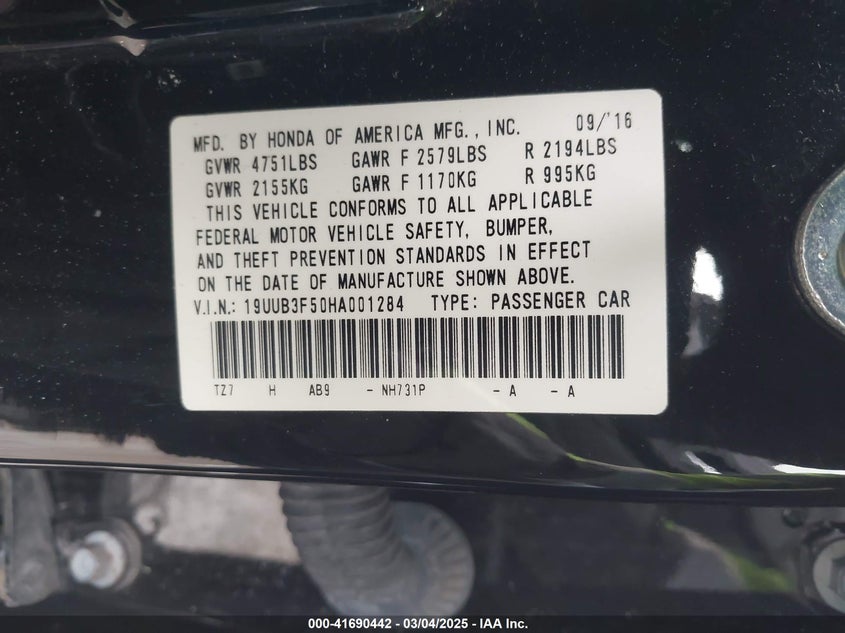 MFD. BY HONDA OF AMERICA MFG., INC. 09/'16
GVWR 4751LBS GAWR F 2579LBS R 2194LBS
GVWR 2155KG GAWR F 1170KG R 995KG
THIS VEHICLE CONFORMS TO ALL APPLICABLE
FEDERAL MOTOR VEHICLE SAFETY, BUMPER,
AND THEFT PREVENTION STANDARDS IN EFFECT
ON THE DATE OF MANUFACTURE SHOWN ABOVE.
V.I.N.: 19UUB3F50HA001284 TYPE: PASSENGER CAR
TZ7 H AB9 - NH731P - A - A
000-41690442 - 03/04/2025 - IAA Inc.